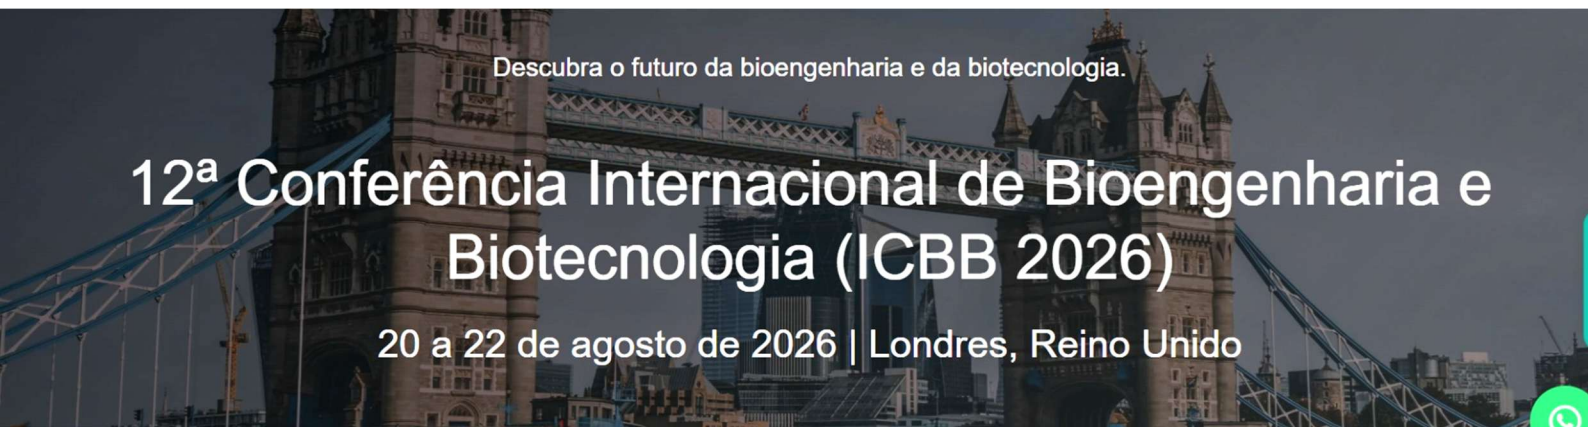 Descubra o futuro da bioengenharia e da biotecnologia.
12ª Conferência Internacional de Bioengenharia e
Biotecnologia (ICBB 2026)
20 a 22 de agosto de 2026 | Londres, Reino Unido